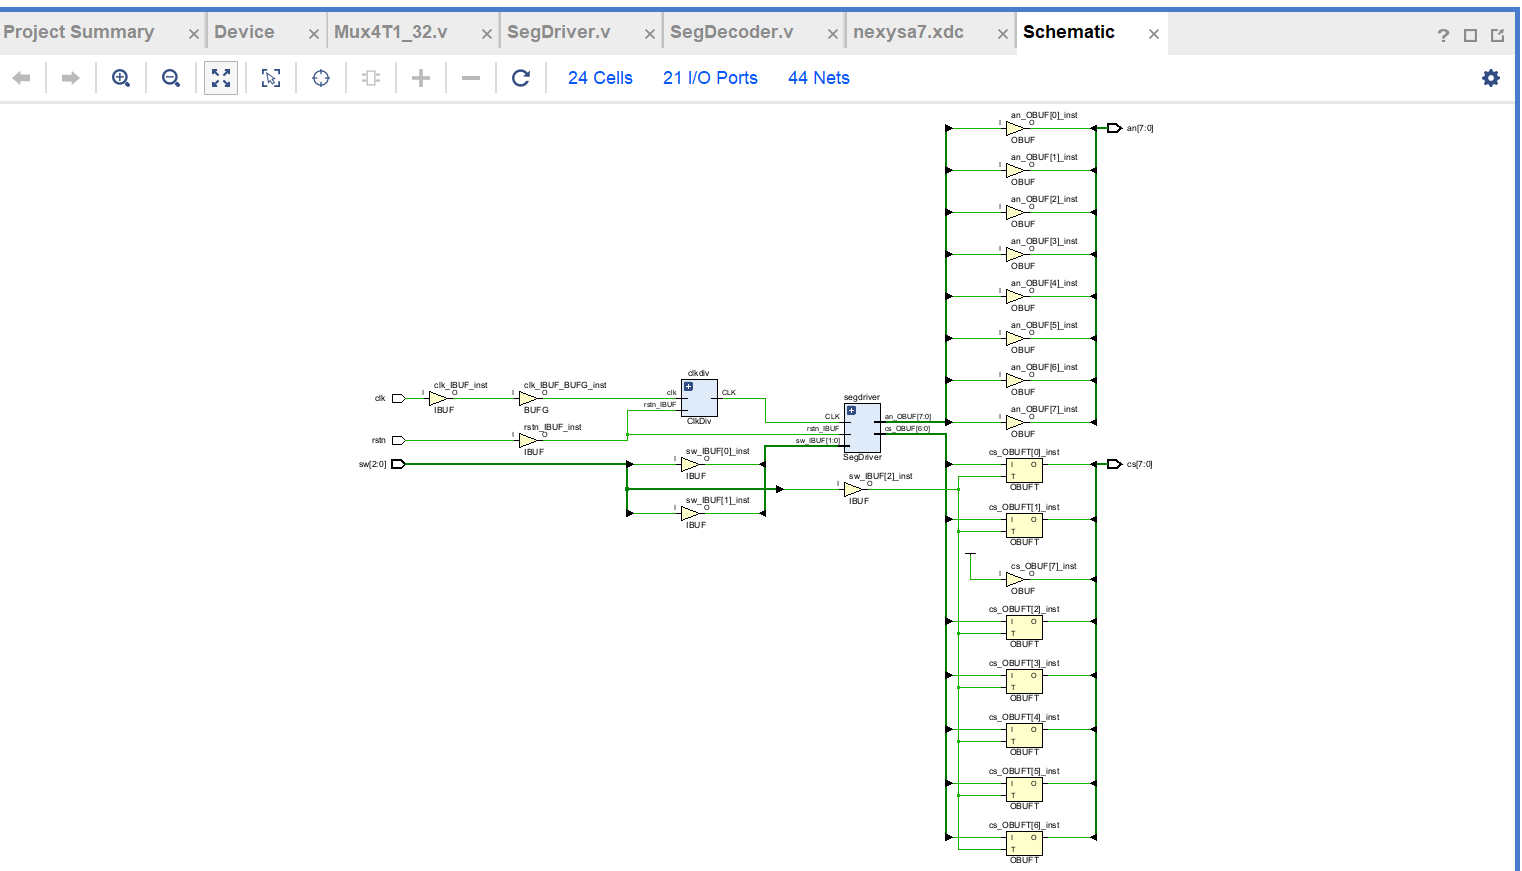 Project Summary × Device × Mux4T1_32.v × SegDriver.v × SegDecoder.v × nexysa7.xdc × Schematic × ?
24 Cells 21 I/O Ports 44 Nets
an_OBUF[0]_inst
I O
an[7:0]
OBUF
an_OBUF[1]_inst
I O
OBUF
an_OBUF[2]_inst
I O
OBUF
an_OBUF[3]_inst
I O
OBUF
an_OBUF[4]_inst
I O
OBUF
an_OBUF[5]_inst
I O
OBUF
an_OBUF[6]_inst
I O
OBUF
an_OBUF[7]_inst
I O
OBUF
clk
clk_IBUF_inst
I O
IBUF
clk_IBUF_BUFG_inst
I O
BUFG
clkdiv
clk CLK
rstn_IBUF
ClkDiv
rstn
rstn_IBUF_inst
I O
IBUF
segdriver
CLK an_OBUF[7:0]
rstn_IBUF cs_OBUF[6:0]
sw_IBUF[1:0]
SegDriver
sw[2:0]
sw_IBUF[0]_inst
I O
IBUF
sw_IBUF[1]_inst
I O
IBUF
sw_IBUF[2]_inst
I O
IBUF
cs_OBUFT[0]_inst
I O
T
OBUFT
cs[7:0]
cs_OBUFT[1]_inst
I O
T
OBUFT
cs_OBUF[7]_inst
I O
OBUF
cs_OBUFT[2]_inst
I O
T
OBUFT
cs_OBUFT[3]_inst
I O
T
OBUFT
cs_OBUFT[4]_inst
I O
T
OBUFT
cs_OBUFT[5]_inst
I O
T
OBUFT
cs_OBUFT[6]_inst
I O
T
OBUFT